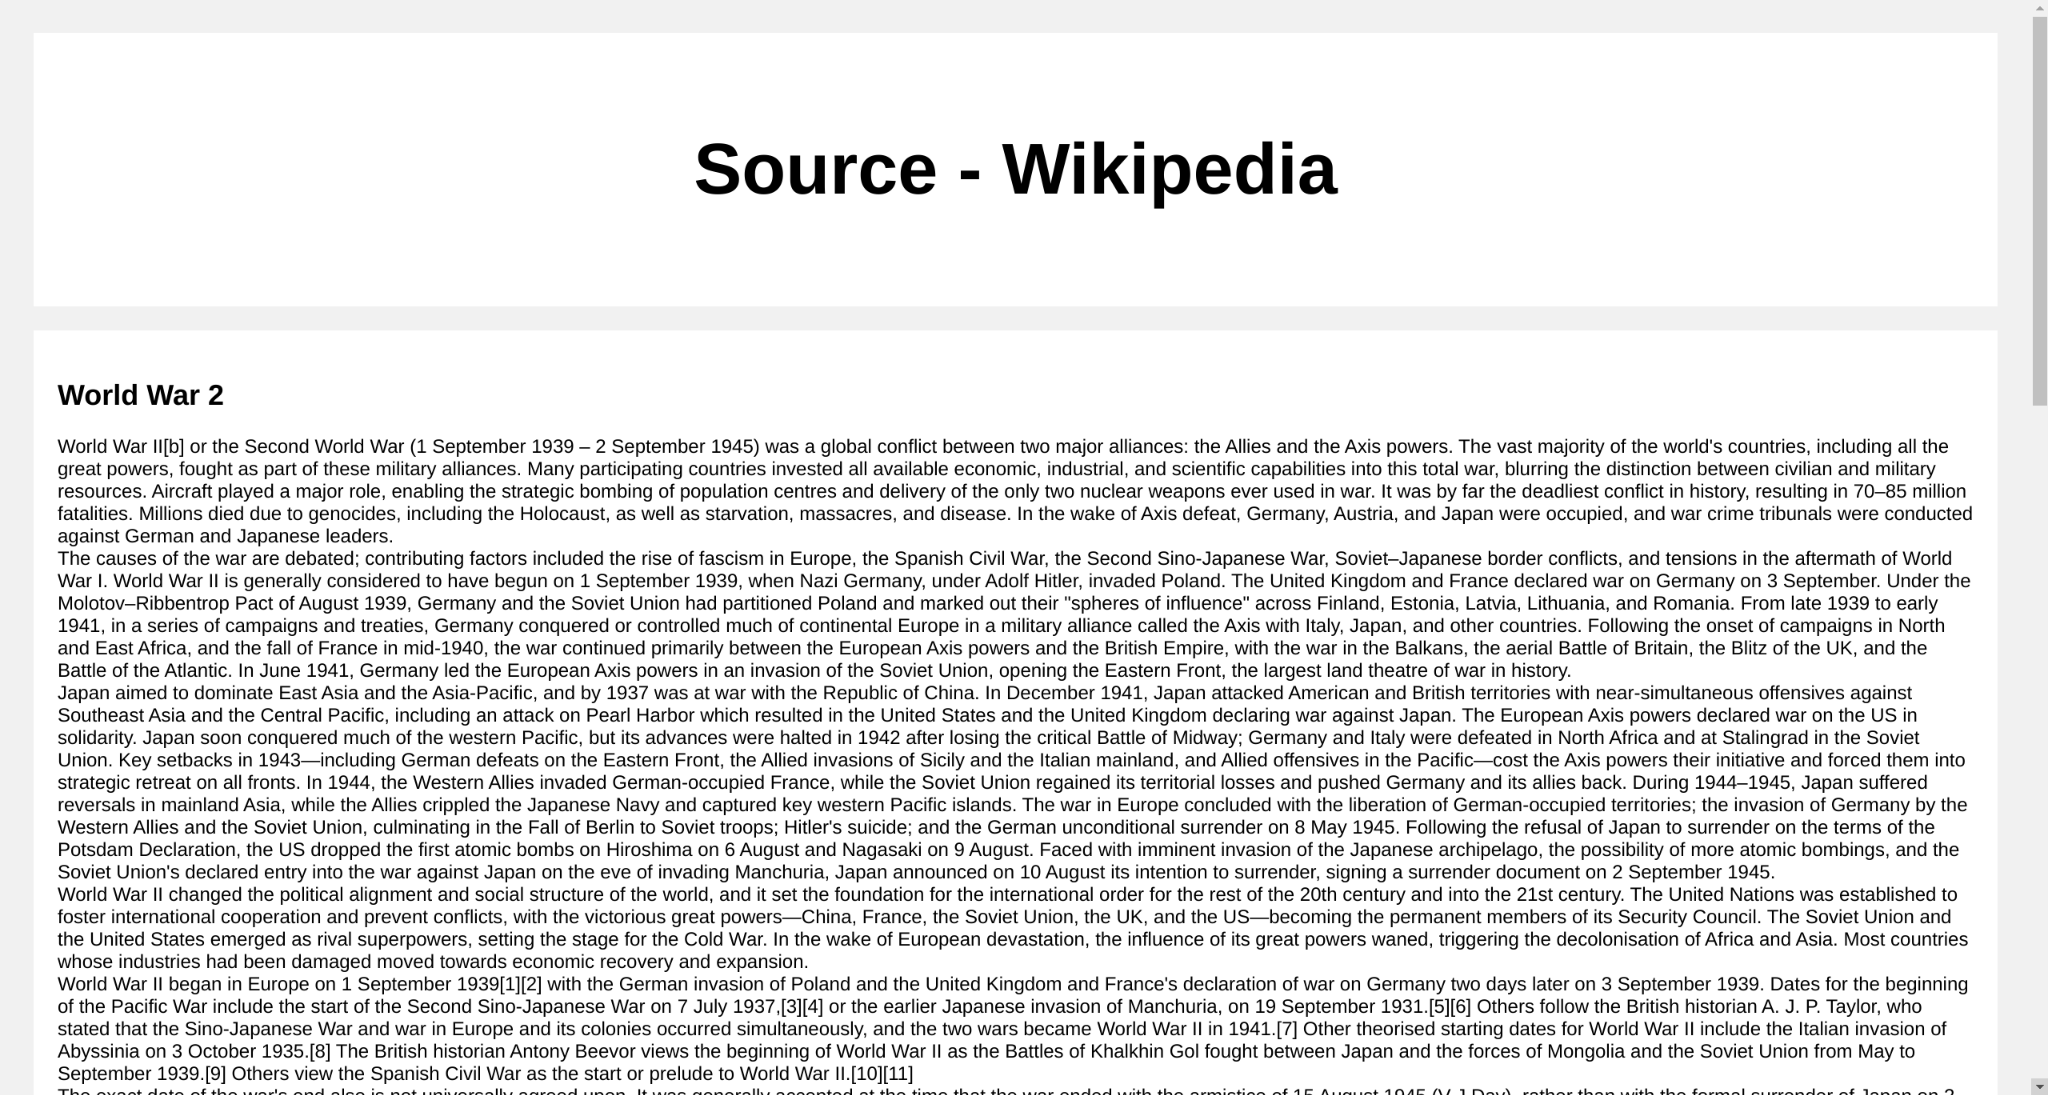 Source - Wikipedia
World War 2
World War II[b] or the Second World War (1 September 1939 – 2 September 1945) was a global conflict between two major alliances: the Allies and the Axis powers. The vast majority of the world's countries, including all the
great powers, fought as part of these military alliances. Many participating countries invested all available economic, industrial, and scientific capabilities into this total war, blurring the distinction between civilian and military
resources. Aircraft played a major role, enabling the strategic bombing of population centres and delivery of the only two nuclear weapons ever used in war. It was by far the deadliest conflict in history, resulting in 70–85 million
fatalities. Millions died due to genocides, including the Holocaust, as well as starvation, massacres, and disease. In the wake of Axis defeat, Germany, Austria, and Japan were occupied, and war crime tribunals were conducted
against German and Japanese leaders.
The causes of the war are debated; contributing factors included the rise of fascism in Europe, the Spanish Civil War, the Second Sino-Japanese War, Soviet–Japanese border conflicts, and tensions in the aftermath of World
War I. World War II is generally considered to have begun on 1 September 1939, when Nazi Germany, under Adolf Hitler, invaded Poland. The United Kingdom and France declared war on Germany on 3 September. Under the
Molotov–Ribbentrop Pact of August 1939, Germany and the Soviet Union had partitioned Poland and marked out their "spheres of influence" across Finland, Estonia, Latvia, Lithuania, and Romania. From late 1939 to early
1941, in a series of campaigns and treaties, Germany conquered or controlled much of continental Europe in a military alliance called the Axis with Italy, Japan, and other countries. Following the onset of campaigns in North
and East Africa, and the fall of France in mid-1940, the war continued primarily between the European Axis powers and the British Empire, with the war in the Balkans, the aerial Battle of Britain, the Blitz of the UK, and the
Battle of the Atlantic. In June 1941, Germany led the European Axis powers in an invasion of the Soviet Union, opening the Eastern Front, the largest land theatre of war in history.
Japan aimed to dominate East Asia and the Asia-Pacific, and by 1937 was at war with the Republic of China. In December 1941, Japan attacked American and British territories with near-simultaneous offensives against
Southeast Asia and the Central Pacific, including an attack on Pearl Harbor which resulted in the United States and the United Kingdom declaring war against Japan. The European Axis powers declared war on the US in
solidarity. Japan soon conquered much of the western Pacific, but its advances were halted in 1942 after losing the critical Battle of Midway; Germany and Italy were defeated in North Africa and at Stalingrad in the Soviet
Union. Key setbacks in 1943—including German defeats on the Eastern Front, the Allied invasions of Sicily and the Italian mainland, and Allied offensives in the Pacific—cost the Axis powers their initiative and forced them into
strategic retreat on all fronts. In 1944, the Western Allies invaded German-occupied France, while the Soviet Union regained its territorial losses and pushed Germany and its allies back. During 1944–1945, Japan suffered
reversals in mainland Asia, while the Allies crippled the Japanese Navy and captured key western Pacific islands. The war in Europe concluded with the liberation of German-occupied territories; the invasion of Germany by the
Western Allies and the Soviet Union, culminating in the Fall of Berlin to Soviet troops; Hitler's suicide; and the German unconditional surrender on 8 May 1945. Following the refusal of Japan to surrender on the terms of the
Potsdam Declaration, the US dropped the first atomic bombs on Hiroshima on 6 August and Nagasaki on 9 August. Faced with imminent invasion of the Japanese archipelago, the possibility of more atomic bombings, and the
Soviet Union's declared entry into the war against Japan on the eve of invading Manchuria, Japan announced on 10 August its intention to surrender, signing a surrender document on 2 September 1945.
World War II changed the political alignment and social structure of the world, and it set the foundation for the international order for the rest of the 20th century and into the 21st century. The United Nations was established to
foster international cooperation and prevent conflicts, with the victorious great powers—China, France, the Soviet Union, the UK, and the US—becoming the permanent members of its Security Council. The Soviet Union and
the United States emerged as rival superpowers, setting the stage for the Cold War. In the wake of European devastation, the influence of its great powers waned, triggering the decolonisation of Africa and Asia. Most countries
whose industries had been damaged moved towards economic recovery and expansion.
World War II began in Europe on 1 September 1939[1][2] with the German invasion of Poland and the United Kingdom and France's declaration of war on Germany two days later on 3 September 1939. Dates for the beginning
of the Pacific War include the start of the Second Sino-Japanese War on 7 July 1937,[3][4] or the earlier Japanese invasion of Manchuria, on 19 September 1931.[5][6] Others follow the British historian A. J. P. Taylor, who
stated that the Sino-Japanese War and war in Europe and its colonies occurred simultaneously, and the two wars became World War II in 1941.[7] Other theorised starting dates for World War II include the Italian invasion of
Abyssinia on 3 October 1935.[8] The British historian Antony Beevor views the beginning of World War II as the Battles of Khalkhin Gol fought between Japan and the forces of Mongolia and the Soviet Union from May to
September 1939.[9] Others view the Spanish Civil War as the start or prelude to World War II.[10][11]
The exact date of the war's end also is not universally agreed upon. It was generally accepted at the time that the war ended with the armistice of 15 August 1945 (V-J Day), rather than with the formal surrender of Japan on 2